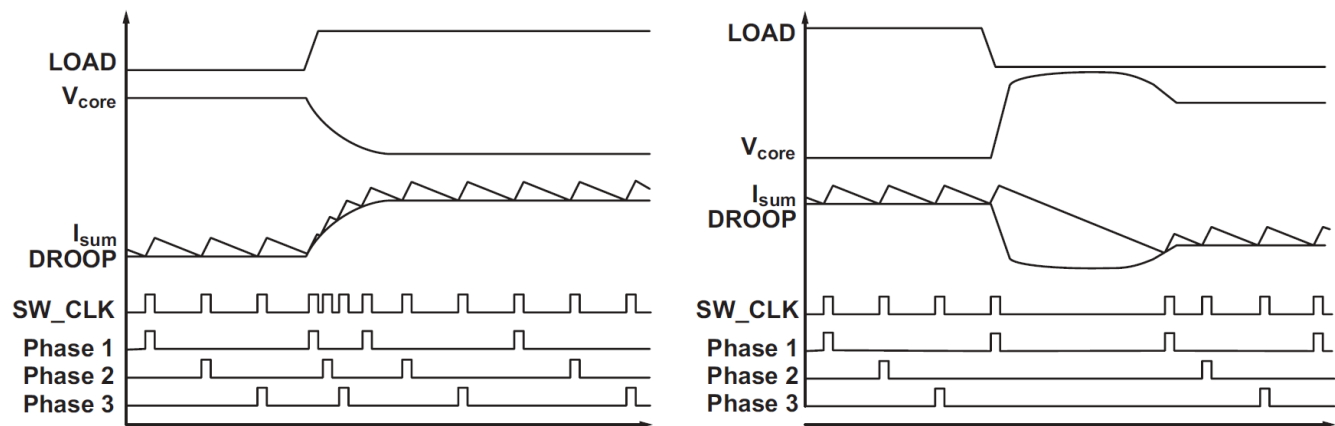 LOAD
Vcore
Isum
DROOP
SW_CLK
Phase 1
Phase 2
Phase 3
LOAD
Vcore
Isum
DROOP
SW_CLK
Phase 1
Phase 2
Phase 3